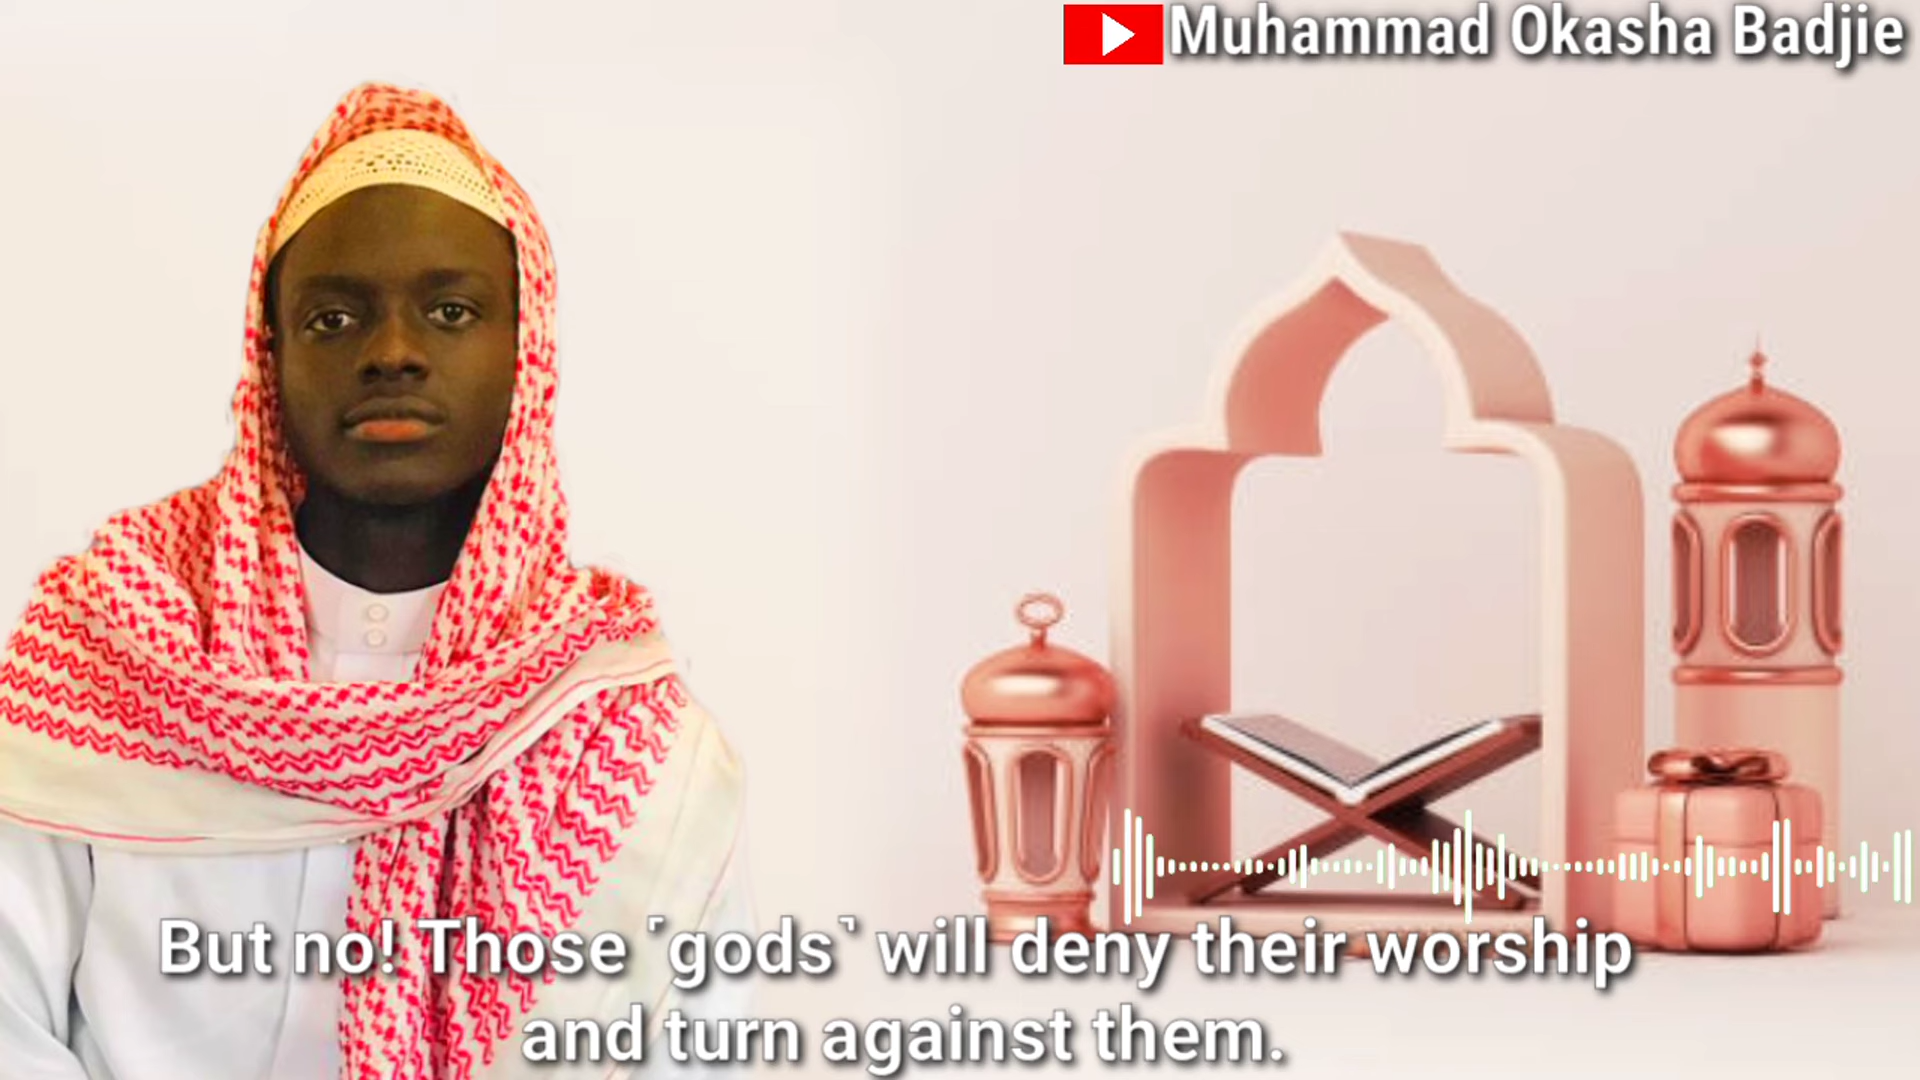 Muhammad Okasha Badjie
But no! Those ˹gods˺ will deny their worship
and turn against them.